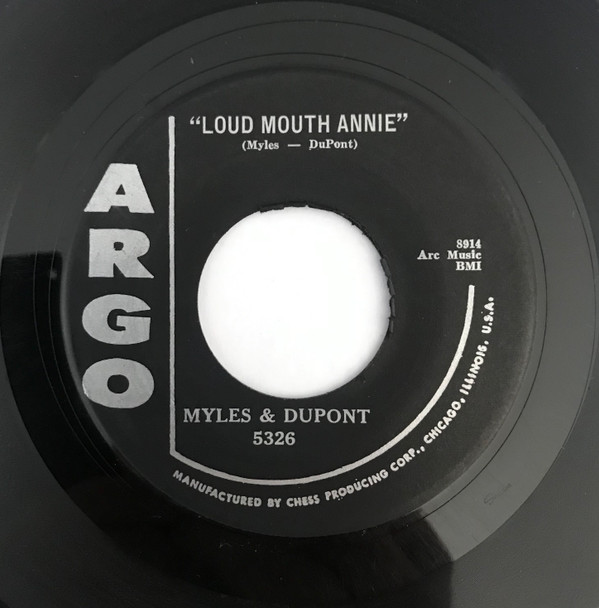 "LOUD MOUTH ANNIE"
(Myles — DuPont)
ARGO
8914
Arc Music
BMI
MYLES & DUPONT
5326
MANUFACTURED BY CHESS PRODUCING CORP., CHICAGO, ILLINOIS, U.S.A.